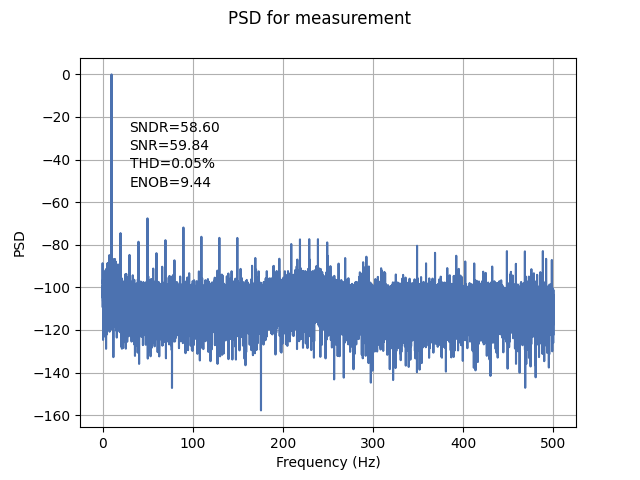 PSD for measurement
0
−20
−40
−60
−80
−100
−120
−140
−160
PSD
SNDR=58.60
SNR=59.84
THD=0.05%
ENOB=9.44
0 100 200 300 400 500
Frequency (Hz)